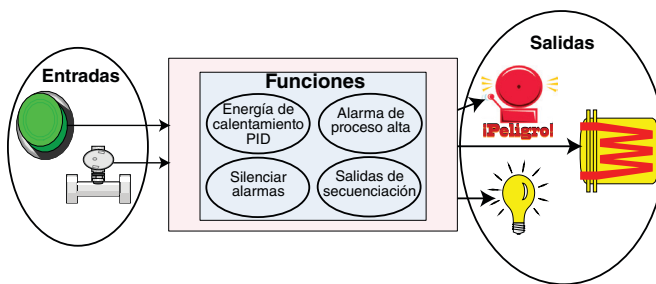 Entradas
Funciones
Energía de
calentamiento
PID
Alarma de
proceso alta
Silenciar
alarmas
Salidas de
secuenciación
Salidas
¡Peligro!